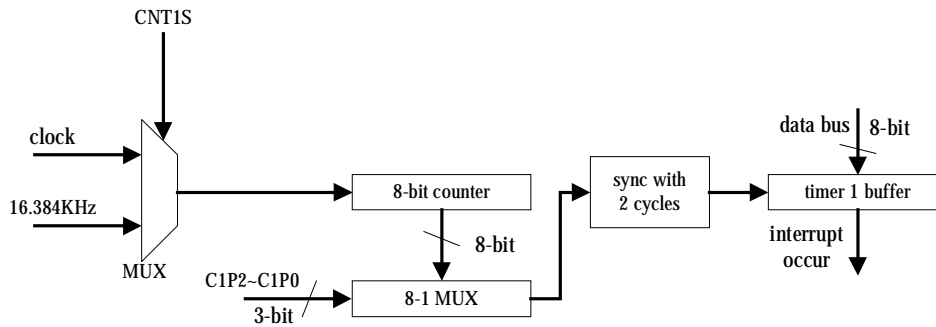 CNT1S
clock
16.384KHz
MUX
8-bit counter
8-bit
C1P2~C1P0
3-bit
8-1 MUX
sync with
2 cycles
data bus
8-bit
timer 1 buffer
interrupt
occur